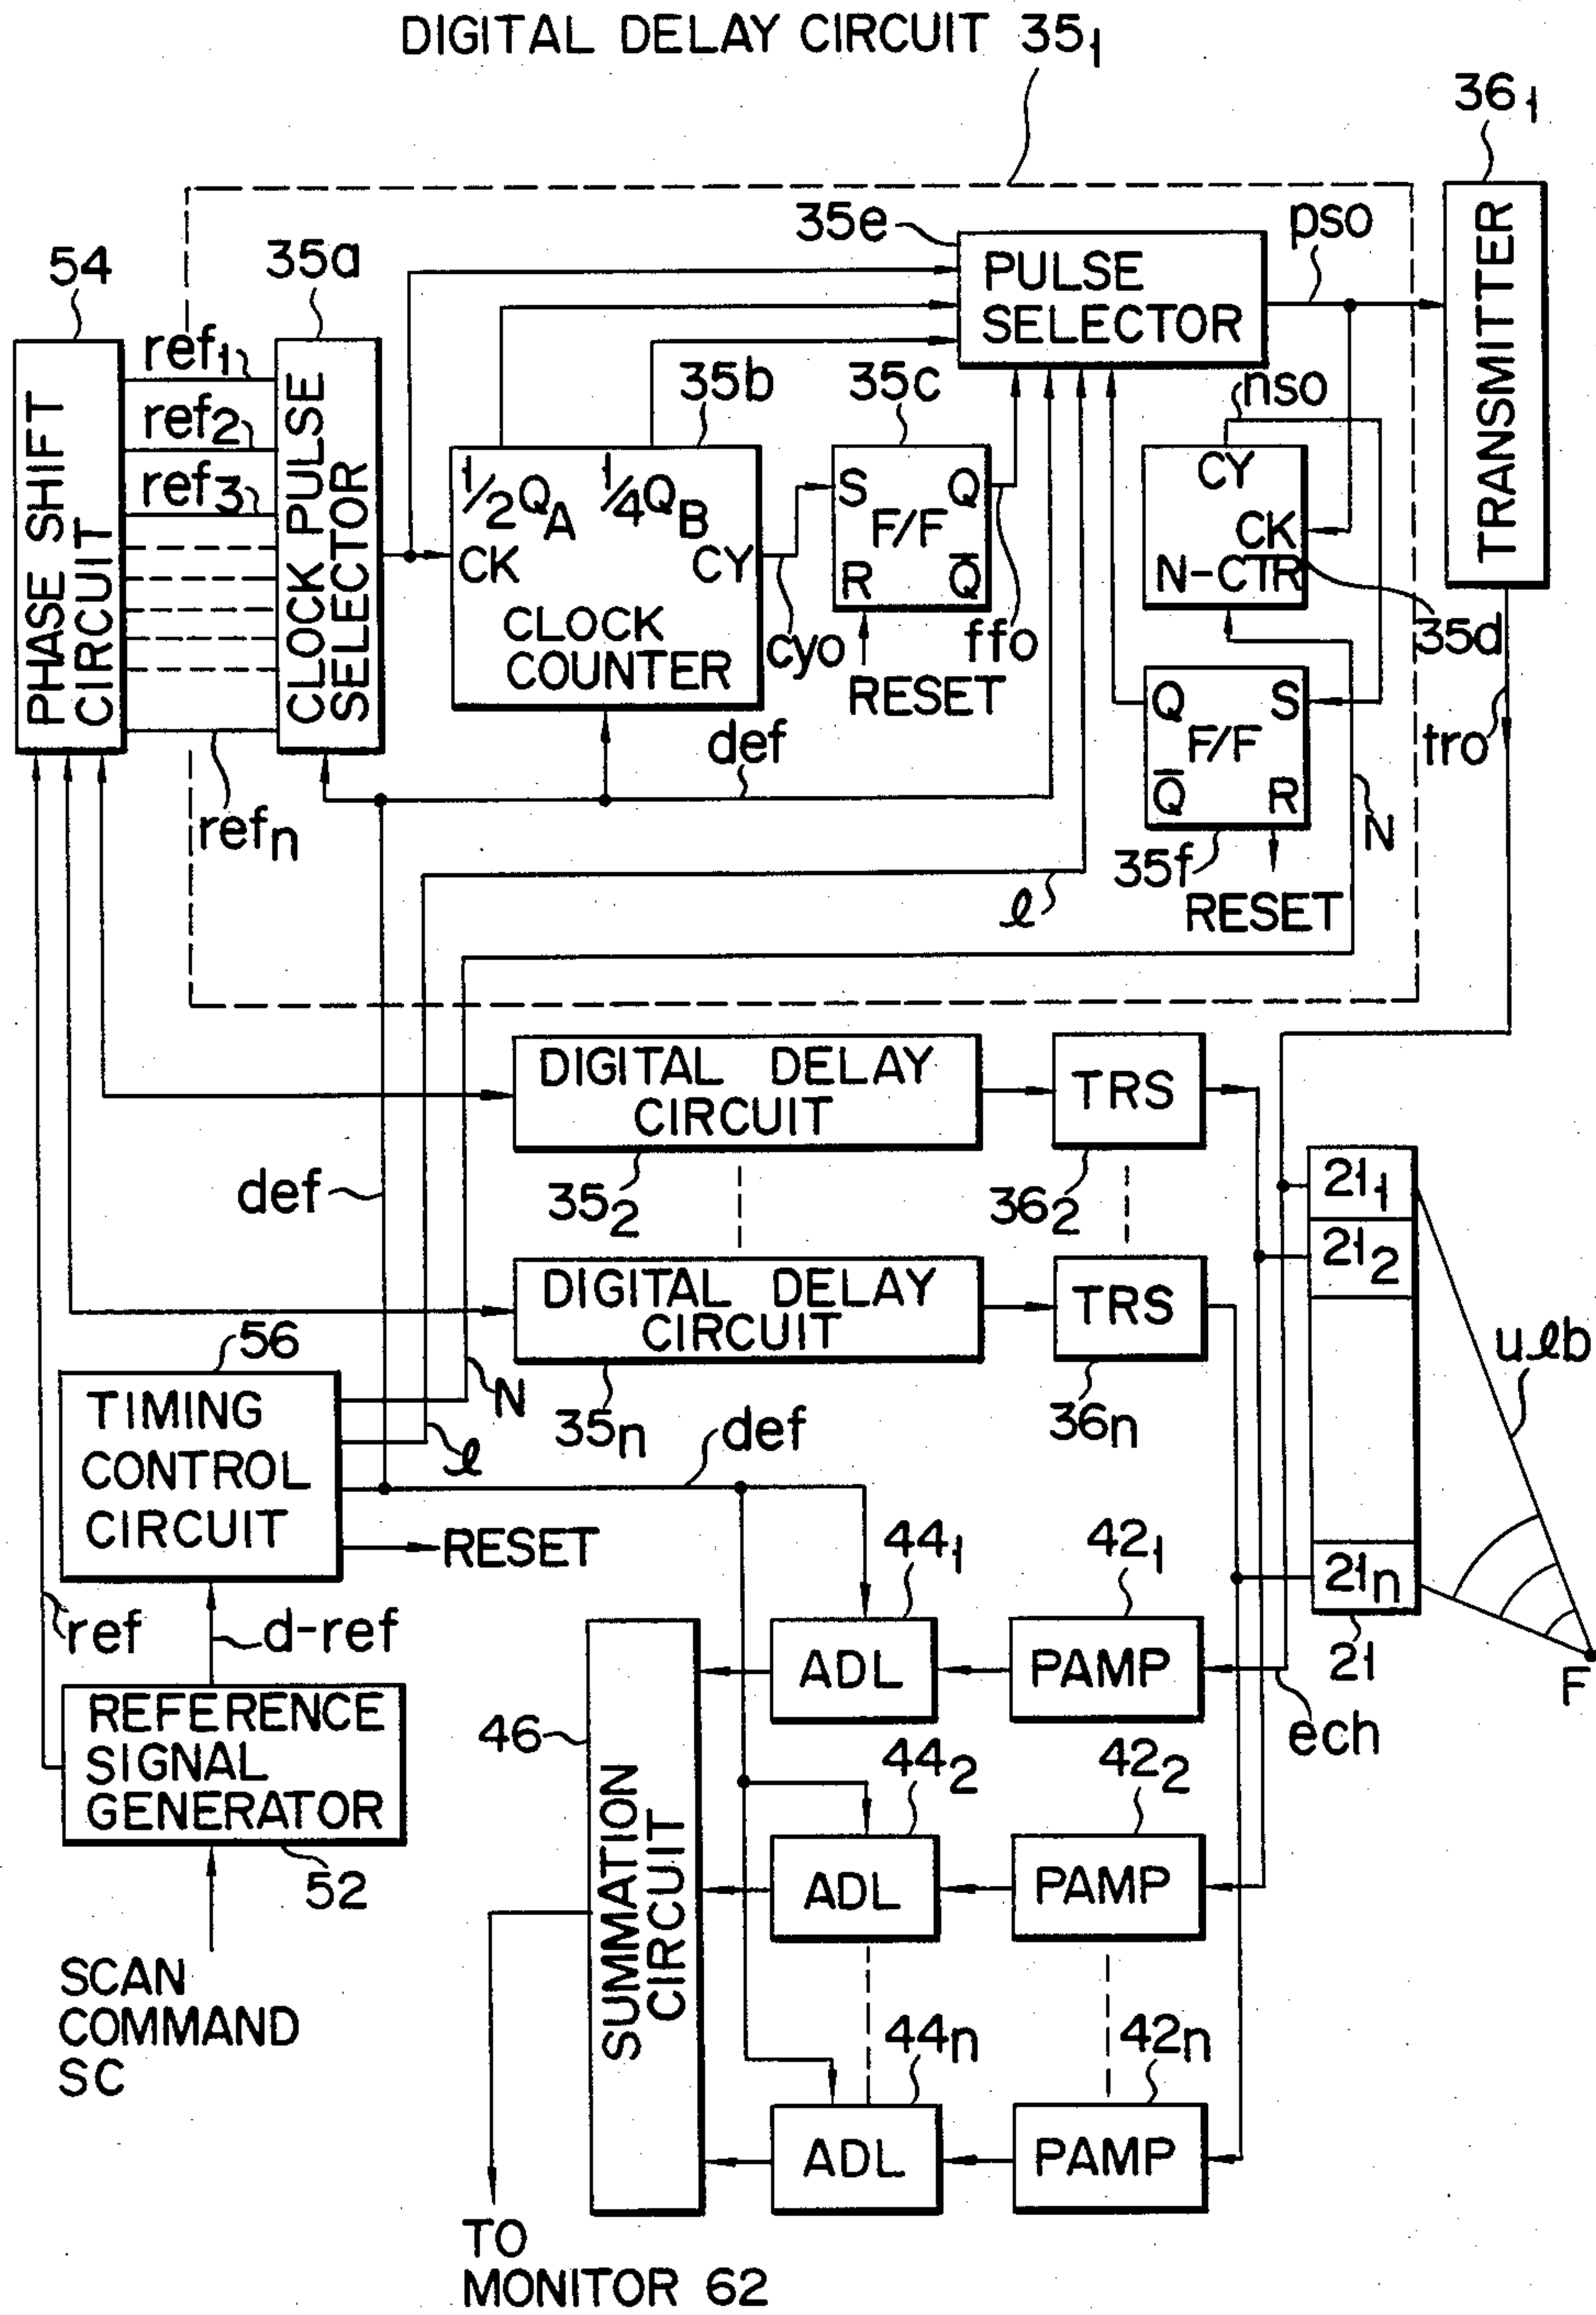 DIGITAL DELAY CIRCUIT 35₁
36₁
35e
pso
54
35a
PULSE
SELECTOR
TRANSMITTER
ref₁
ref₂
ref₃
refₙ
PHASE SHIFT
CIRCUIT
CLOCK PULSE
SELECTOR
35b
35c
nso
½QA ¼QB
CK
CY
CLOCK
COUNTER
cyo
S Q
F/F
R Q̅
ffo
RESET
CY
CK
N-CTR
35d
tro
def
Q S
F/F
Q̅ R
35f
RESET
N
ℓ
DIGITAL DELAY
CIRCUIT
35₂
TRS
36₂
def
DIGITAL DELAY
CIRCUIT
35ₙ
TRS
36ₙ
21₁
21₂
21ₙ
21
uℓb
F
56
TIMING
CONTROL
CIRCUIT
N
ℓ
def
RESET
ref
d-ref
REFERENCE
SIGNAL
GENERATOR
52
SCAN
COMMAND
SC
46
SUMMATION
CIRCUIT
44₁
ADL
42₁
PAMP
ech
44₂
ADL
42₂
PAMP
44ₙ
ADL
42ₙ
PAMP
TO
MONITOR 62